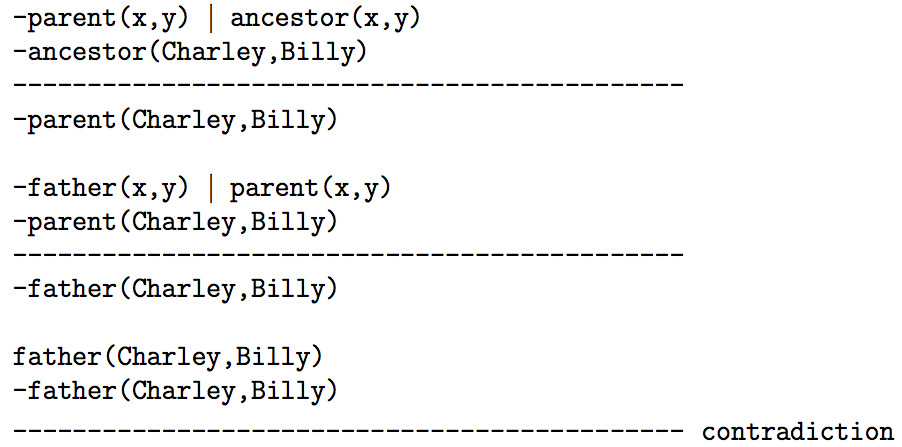 -parent(x,y) | ancestor(x,y)
-ancestor(Charley,Billy)
---------------------------------------------
-parent(Charley,Billy)
-father(x,y) | parent(x,y)
-parent(Charley,Billy)
---------------------------------------------
-father(Charley,Billy)
father(Charley,Billy)
-father(Charley,Billy)
--------------------------------------------- contradiction